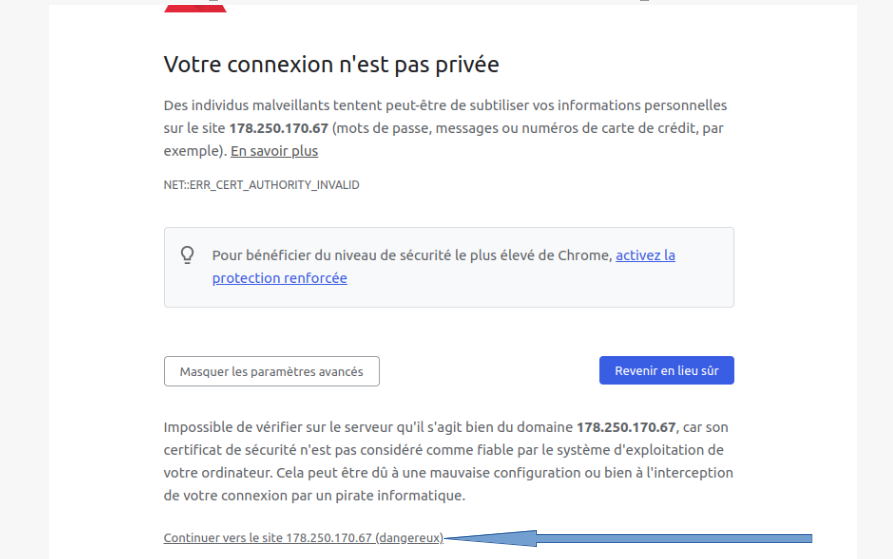 Votre connexion n'est pas privée
Des individus malveillants tentent peut-être de subtiliser vos informations personnelles
sur le site 178.250.170.67 (mots de passe, messages ou numéros de carte de crédit, par
exemple). En savoir plus
NET::ERR_CERT_AUTHORITY_INVALID
Pour bénéficier du niveau de sécurité le plus élevé de Chrome, activez la
protection renforcée
Masquer les paramètres avancés
Revenir en lieu sûr
Impossible de vérifier sur le serveur qu'il s'agit bien du domaine 178.250.170.67, car son
certificat de sécurité n'est pas considéré comme fiable par le système d'exploitation de
votre ordinateur. Cela peut être dû à une mauvaise configuration ou bien à l'interception
de votre connexion par un pirate informatique.
Continuer vers le site 178.250.170.67 (dangereux)